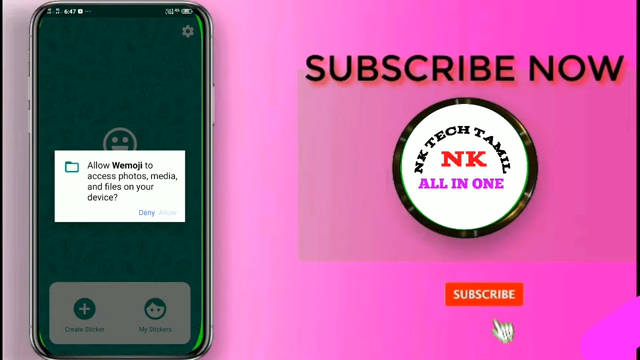 6:47
Allow Wemoji to
access photos, media,
and files on your
device?
Deny Allow
Create Sticker
My Stickers
SUBSCRIBE NOW
NK TECH TAMIL
NK
ALL IN ONE
SUBSCRIBE